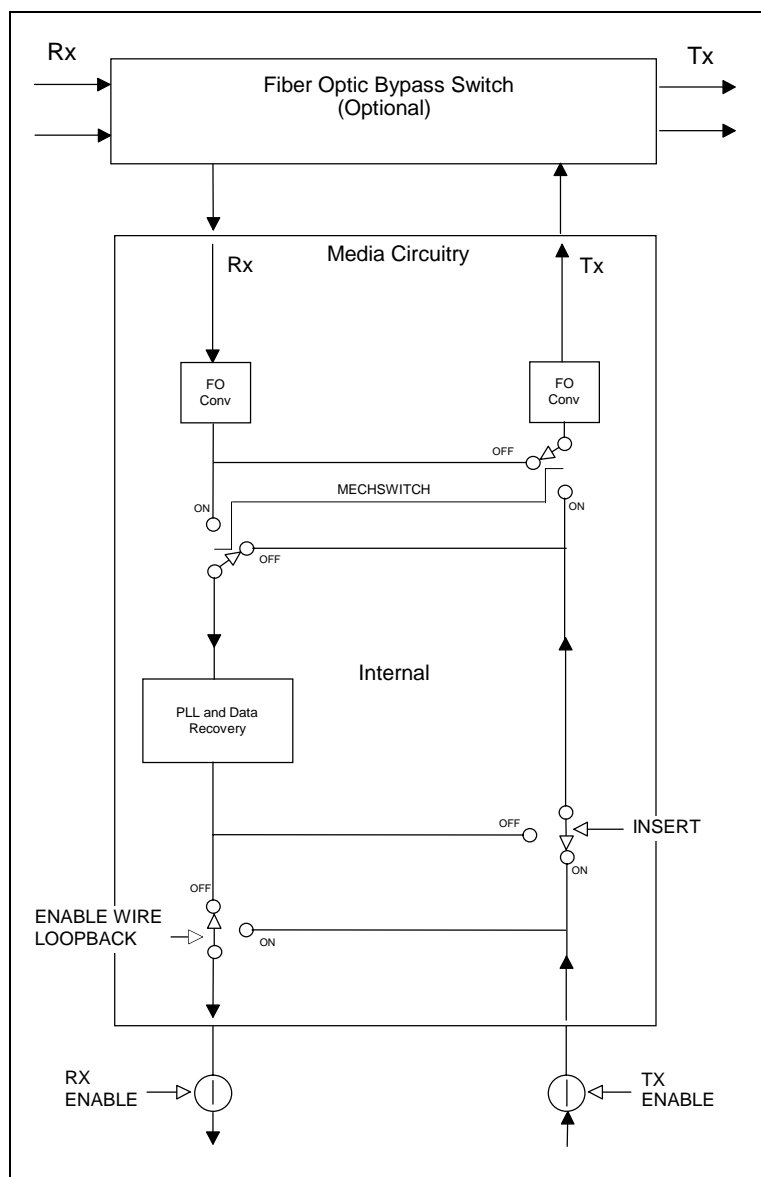 Rx
Tx
Fiber Optic Bypass Switch
(Optional)
Media Circuitry
Rx
Tx
FO
Conv
FO
Conv
OFF
MECHSWITCH
ON
ON
OFF
Internal
PLL and Data
Recovery
OFF
INSERT
ON
OFF
ENABLE WIRE
LOOPBACK
ON
RX
ENABLE
TX
ENABLE